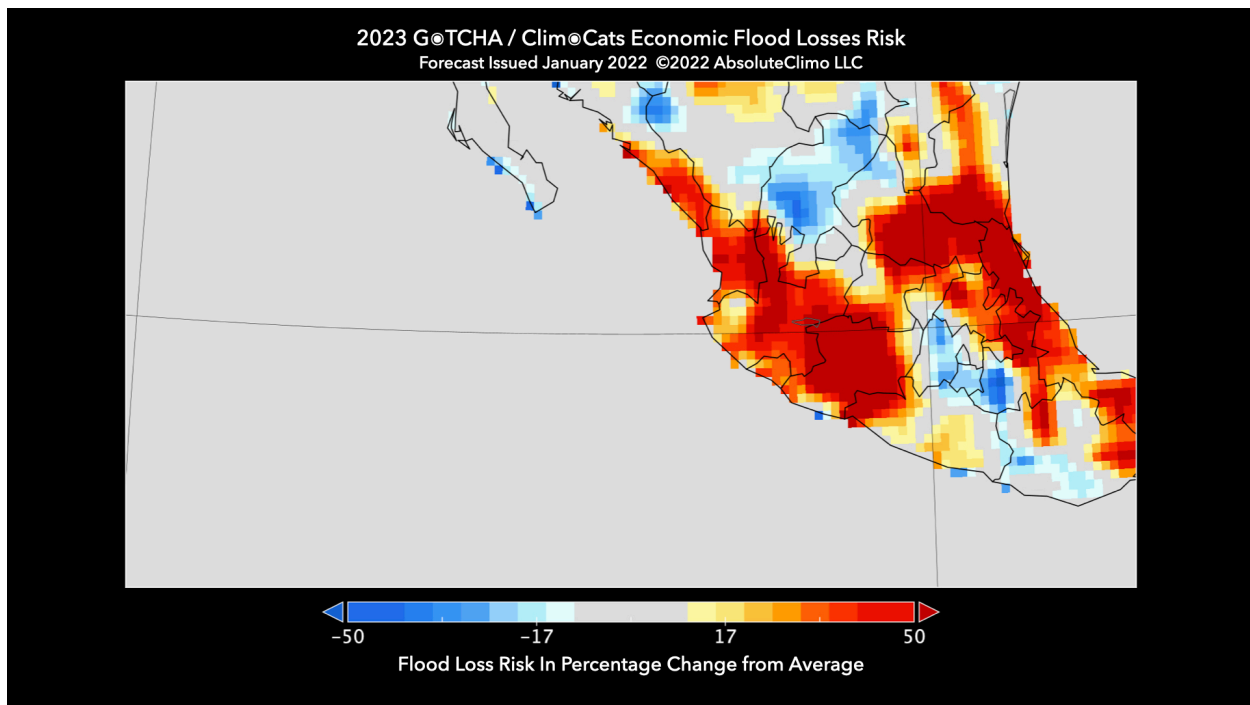 2023 G◉TCHA / Clim◉Cats Economic Flood Losses Risk
Forecast Issued January 2022 ©2022 AbsoluteClimo LLC
−50 −17 17 50
Flood Loss Risk In Percentage Change from Average